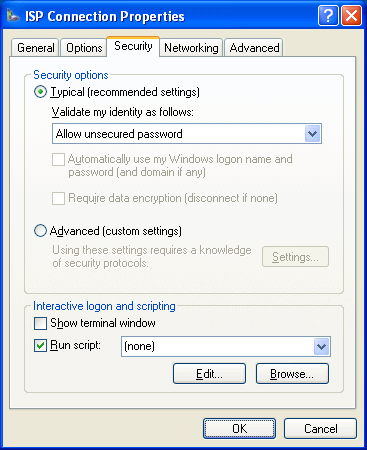 ISP Connection Properties
General Options Security Networking Advanced
Security options
Typical (recommended settings)
Validate my identity as follows:
Allow unsecured password
Automatically use my Windows logon name and
password (and domain if any)
Require data encryption (disconnect if none)
Advanced (custom settings)
Using these settings requires a knowledge
of security protocols.
Settings...
Interactive logon and scripting
Show terminal window
Run script: (none)
Edit... Browse...
OK Cancel